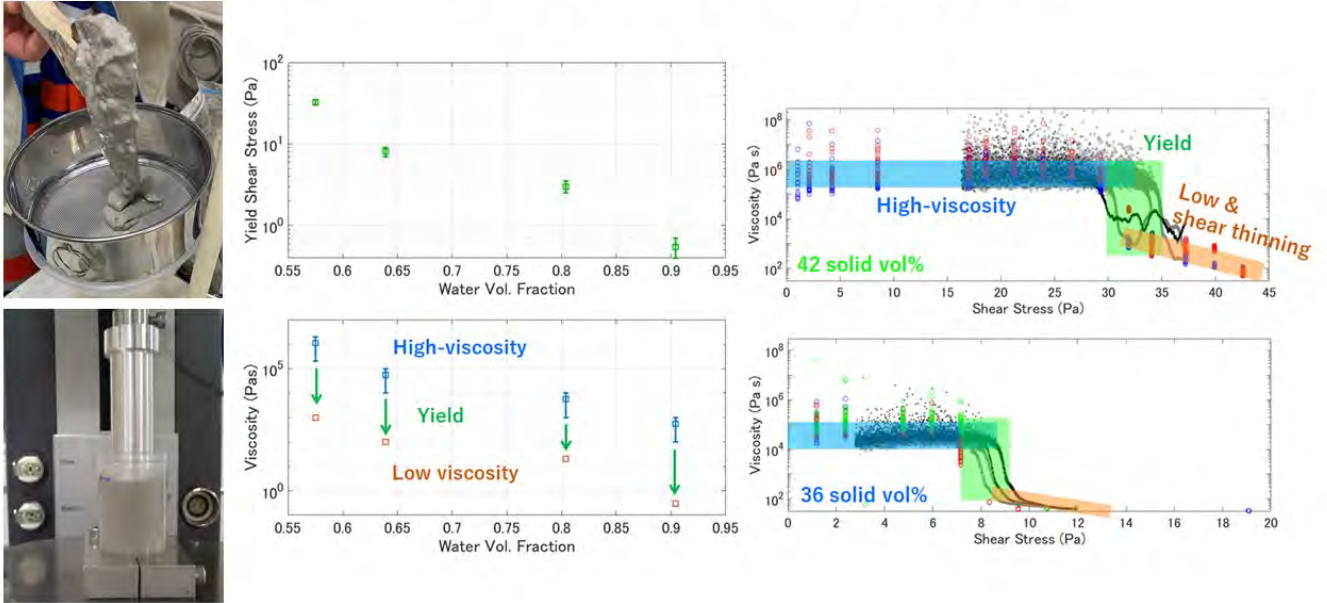 10²
10¹
10⁰
Yield Shear Stress (Pa)
0.55 0.6 0.65 0.7 0.75 0.8 0.85 0.9 0.95
Water Vol. Fraction
10⁵
10⁰
Viscosity (Pas)
High-viscosity
Yield
Low viscosity
0.55 0.6 0.65 0.7 0.75 0.8 0.85 0.9 0.95
Water Vol. Fraction
10⁸
10⁶
10⁴
10²
Viscosity (Pa s)
Yield
High-viscosity
Low &
shear thinning
42 solid vol%
0 5 10 15 20 25 30 35 40 45
Shear Stress (Pa)
10⁸
10⁶
10⁴
10²
Viscosity (Pa s)
36 solid vol%
0 2 4 6 8 10 12 14 16 18 20
Shear Stress (Pa)